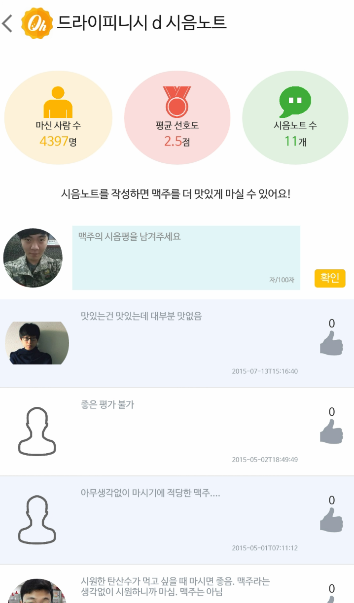 Oh 드라이피니시 d 시음노트
마신 사람 수
4397명
평균 선호도
2.5점
시음노트 수
11개
시음노트를 작성하면 맥주를 더 맛있게 마실 수 있어요!
맥주의 시음평을 남겨주세요
자/100자
확인
맛있는건 맛있는데 대부분 맛없음
0
2015-07-13T15:16:40
좋은 평가 불가
0
2015-05-02T18:49:49
아무생각없이 마시기에 적당한 맥주....
0
2015-05-01T07:11:12
시원한 탄산수가 먹고 싶을 때 마시면 좋음. 맥주라는
생각없이 시원하니까 마심. 맥주는 아님
0